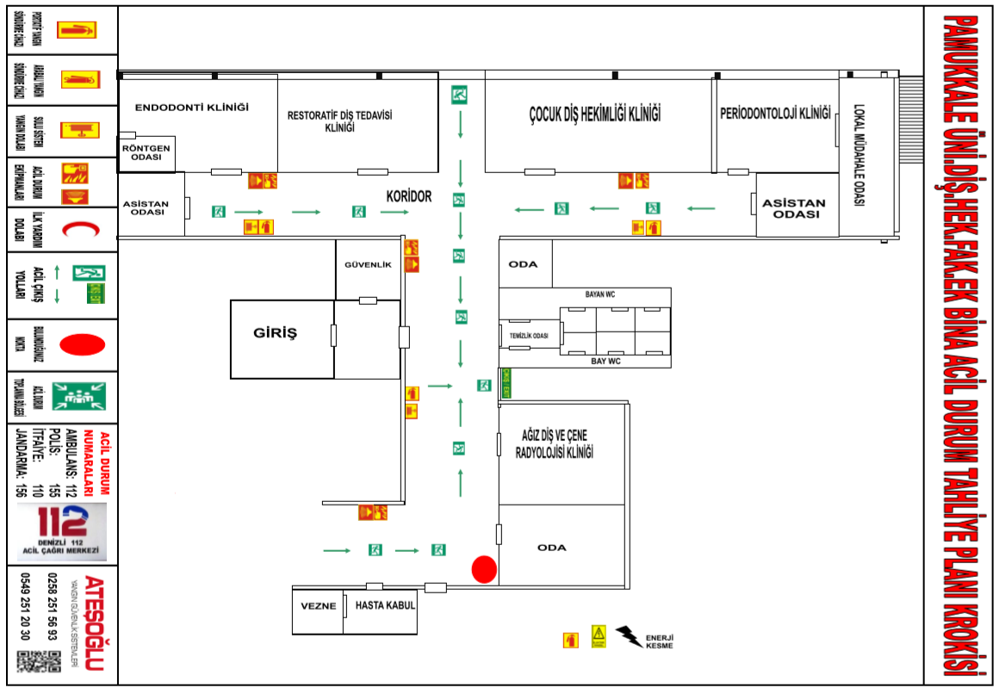 PAMUKKALE ÜNİ.DİŞ.HEK.FAK.EK BİNA ACİL DURUM TAHLİYE PLANI KROKİSİ
PORTATİF YANGIN
SÖNDÜRME CİHAZI
ARABALI YANGIN
SÖNDÜRME CİHAZI
SULU SİSTEM
YANGIN DOLABI
ACİL DURUM
EKİPMANLARI
İLK YARDIM
DOLABI
ACİL ÇIKIŞ
YOLLARI
BULUNDUĞUNUZ
NOKTA
ACİL DURUM
TOPLANMA BÖLGESİ
ACİL DURUM
NUMARALARI
AMBULANS: 112
POLİS: 155
İTFAİYE: 110
JANDARMA: 156
112
DENİZLİ 112
ACİL ÇAĞRI MERKEZİ
ATEŞOĞLU
YANGIN GÜVENLİK SİSTEMLERİ
0258 251 56 93
0549 251 20 30
ENDODONTİ KLİNİĞİ
RESTORATİF DİŞ TEDAVİSİ
KLİNİĞİ
ÇOCUK DİŞ HEKİMLİĞİ KLİNİĞİ
PERİODONTOLOJİ KLİNİĞİ
LOKAL MÜDAHALE ODASI
RÖNTGEN
ODASI
ASİSTAN
ODASI
KORİDOR
ASİSTAN
ODASI
GÜVENLİK
ODA
BAYAN WC
GİRİŞ
TEMİZLİK ODASI
BAY WC
AĞIZ DİŞ VE ÇENE
RADYOLOJİSİ KLİNİĞİ
ODA
VEZNE
HASTA KABUL
ENERJİ
KESME